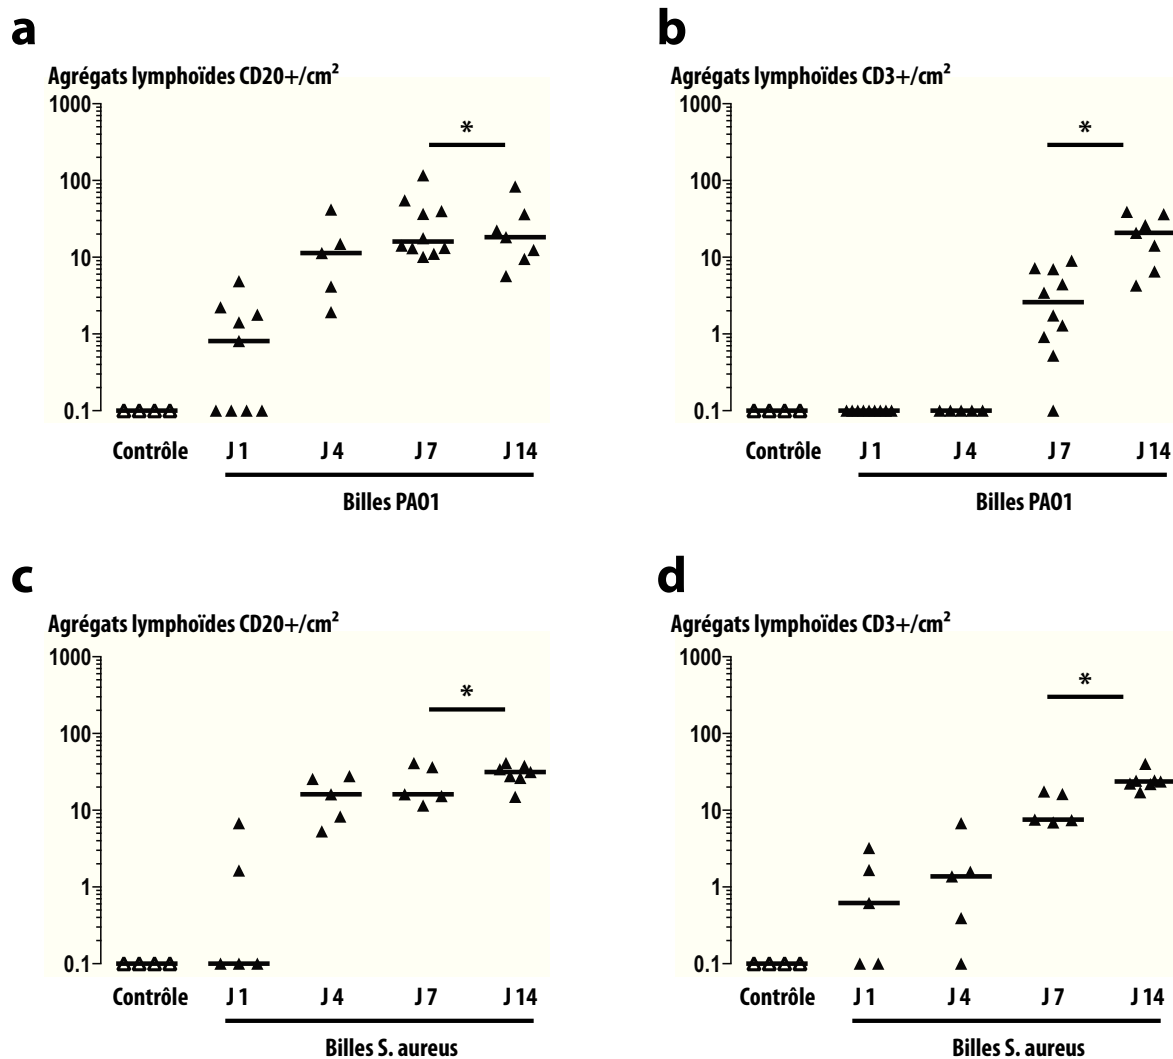 a
Agrégats lymphoïdes CD20+/cm²
1000
100
10
1
0.1
*
Contrôle J 1 J 4 J 7 J 14
Billes PA01
b
Agrégats lymphoïdes CD3+/cm²
1000
100
10
1
0.1
*
Contrôle J 1 J 4 J 7 J 14
Billes PA01
c
Agrégats lymphoïdes CD20+/cm²
1000
100
10
1
0.1
*
Contrôle J 1 J 4 J 7 J 14
Billes S. aureus
d
Agrégats lymphoïdes CD3+/cm²
1000
100
10
1
0.1
*
Contrôle J 1 J 4 J 7 J 14
Billes S. aureus